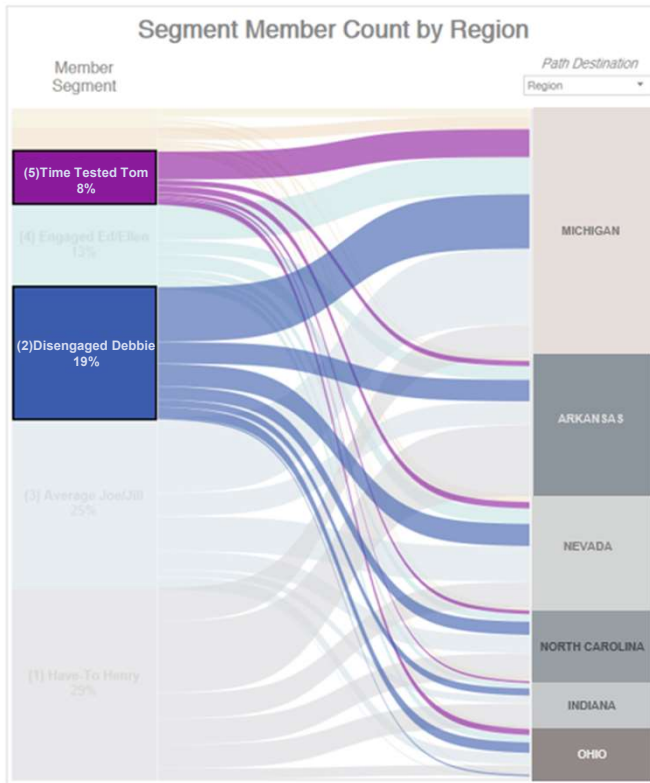 Segment Member Count by Region
Member
Segment
Path Destination
Region
(5)Time Tested Tom
8%
(4) Engaged Ed/Ellen
13%
(2)Disengaged Debbie
19%
(3) Average Joe/Jill
25%
(1) Have-To Henry
29%
MICHIGAN
ARKANSAS
NEVADA
NORTH CAROLINA
INDIANA
OHIO